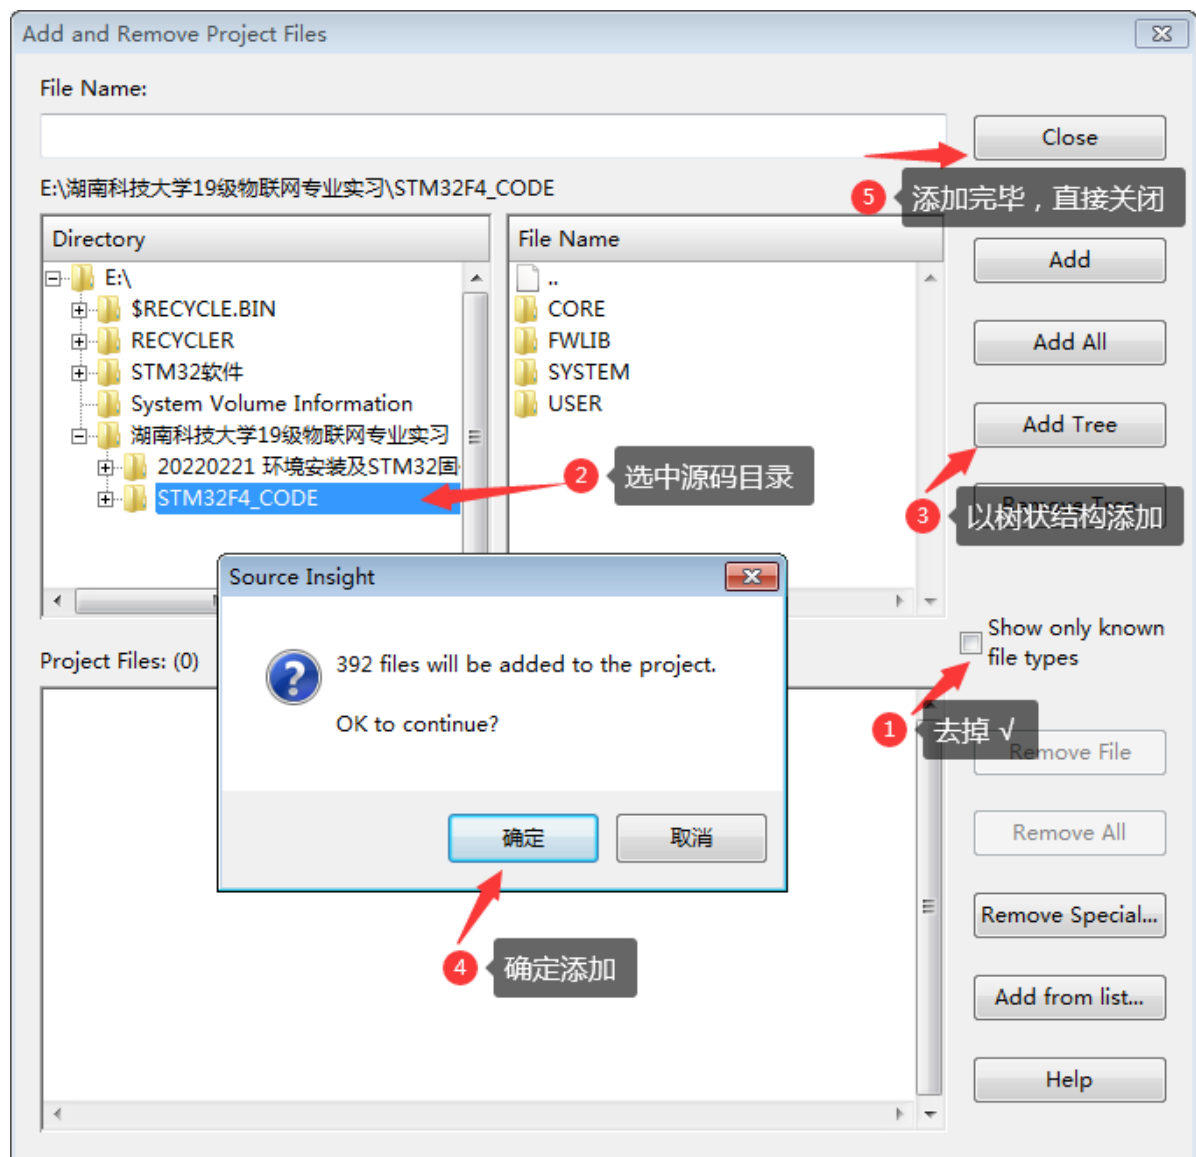 Add and Remove Project Files
File Name:
Close
E:\湖南科技大学19级物联网专业实习\STM32F4_CODE
5 添加完毕，直接关闭
Directory
File Name
Add
E:\
..
$RECYCLE.BIN
CORE
RECYCLER
FWLIB
Add All
STM32软件
SYSTEM
System Volume Information
USER
湖南科技大学19级物联网专业实习
Add Tree
20220221 环境安装及STM32固
2 选中源码目录
STM32F4_CODE
Remove Tree
3 以树状结构添加
Source Insight
Show only known
file types
Project Files: (0)
392 files will be added to the project.
OK to continue?
1 去掉 √
Remove File
确定
取消
Remove All
Remove Special...
4 确定添加
Add from list...
Help